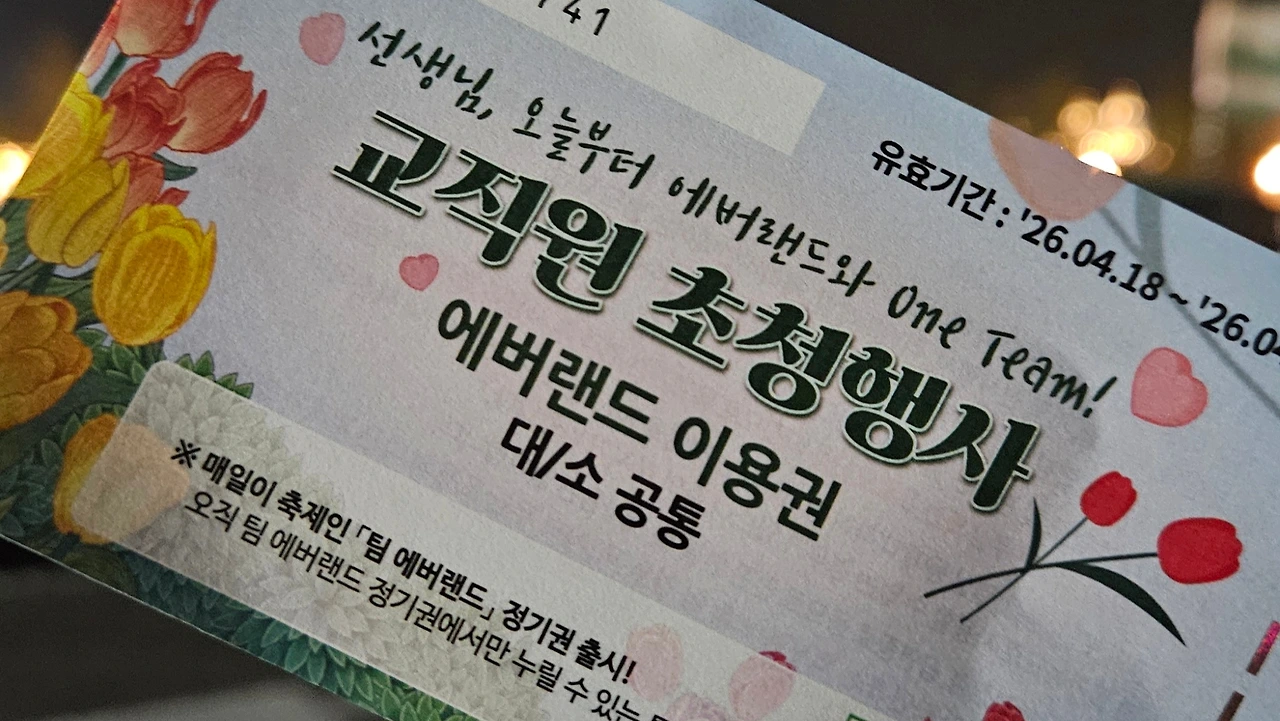 41
선생님, 오늘부터 에버랜드와 One Team!
유효기간 : '26.04.18 ~ '26.04
교직원 초청행사
에버랜드 이용권
대/소 공통
※ 매일이 축제인 「팀 에버랜드」 정기권 출시!
오직 팀 에버랜드 정기권에서만 누릴 수 있는